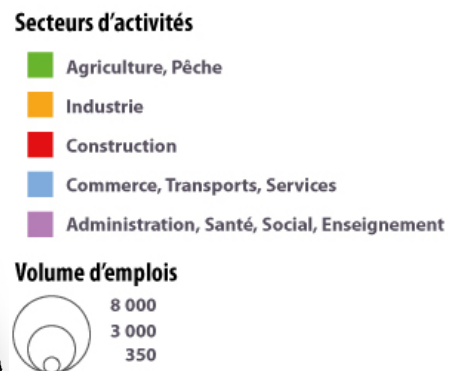 Secteurs d'activités
Agriculture, Pêche
Industrie
Construction
Commerce, Transports, Services
Administration, Santé, Social, Enseignement
Volume d'emplois
8 000
3 000
350